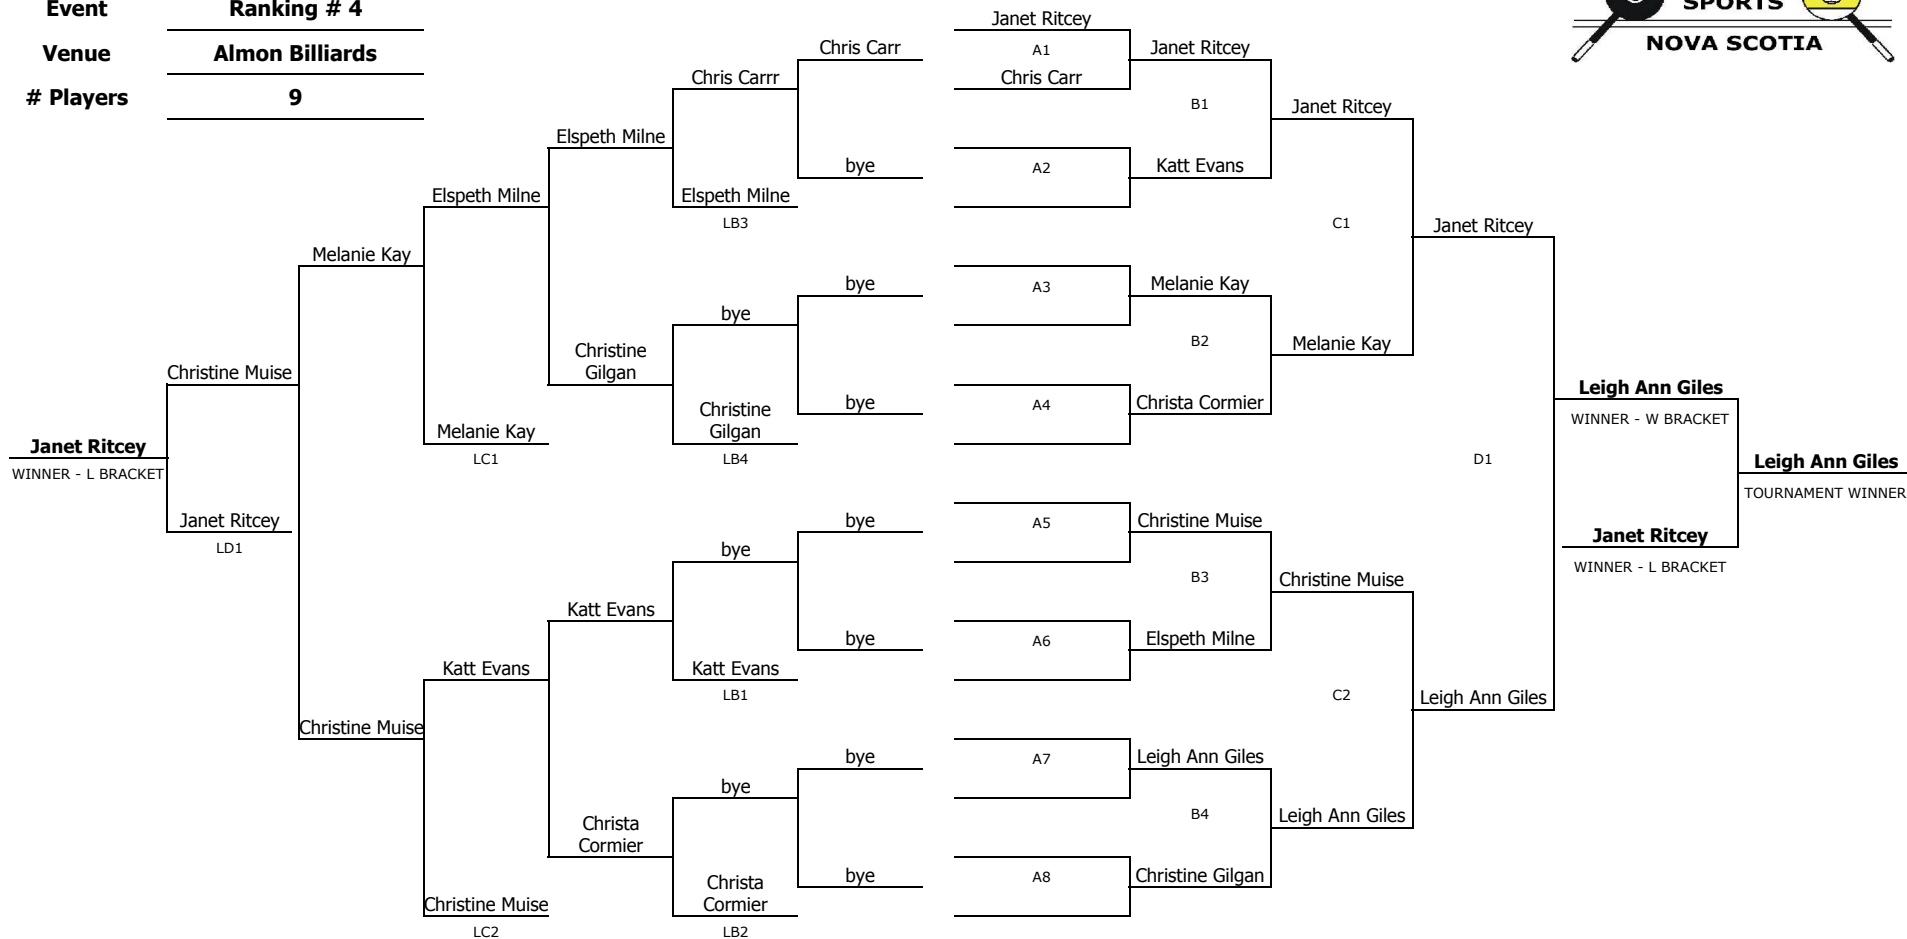 Event Ranking # 4
Venue Almon Billiards
# Players 9
SPORTS
NOVA SCOTIA
Janet Ritcey
WINNER - L BRACKET
Christine Muise
Janet Ritcey
LD1
Melanie Kay
Christine Muise
Elspeth Milne
Melanie Kay
LC1
Katt Evans
Christine Muise
LC2
Elspeth Milne
Christine
Gilgan
Katt Evans
Christa
Cormier
Chris Carrr
Elspeth Milne
LB3
bye
Christine
Gilgan
LB4
bye
Katt Evans
LB1
bye
Christa
Cormier
LB2
Chris Carr
bye
bye
bye
bye
bye
bye
bye
Janet Ritcey
A1
Chris Carr
A2
A3
A4
A5
A6
A7
A8
Janet Ritcey
B1
Katt Evans
Melanie Kay
B2
Christa Cormier
Christine Muise
B3
Elspeth Milne
Leigh Ann Giles
B4
Christine Gilgan
Janet Ritcey
C1
Melanie Kay
Christine Muise
C2
Leigh Ann Giles
Janet Ritcey
D1
Leigh Ann Giles
Leigh Ann Giles
WINNER - W BRACKET
Janet Ritcey
WINNER - L BRACKET
Leigh Ann Giles
TOURNAMENT WINNER